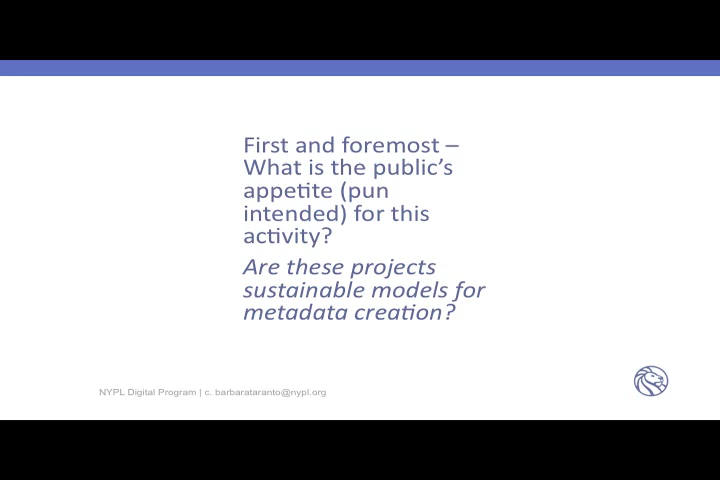 First and foremost –
What is the public’s
appetite (pun
intended) for this
activity?
Are these projects
sustainable models for
metadata creation?
NYPL Digital Program | c. barbarataranto@nypl.org